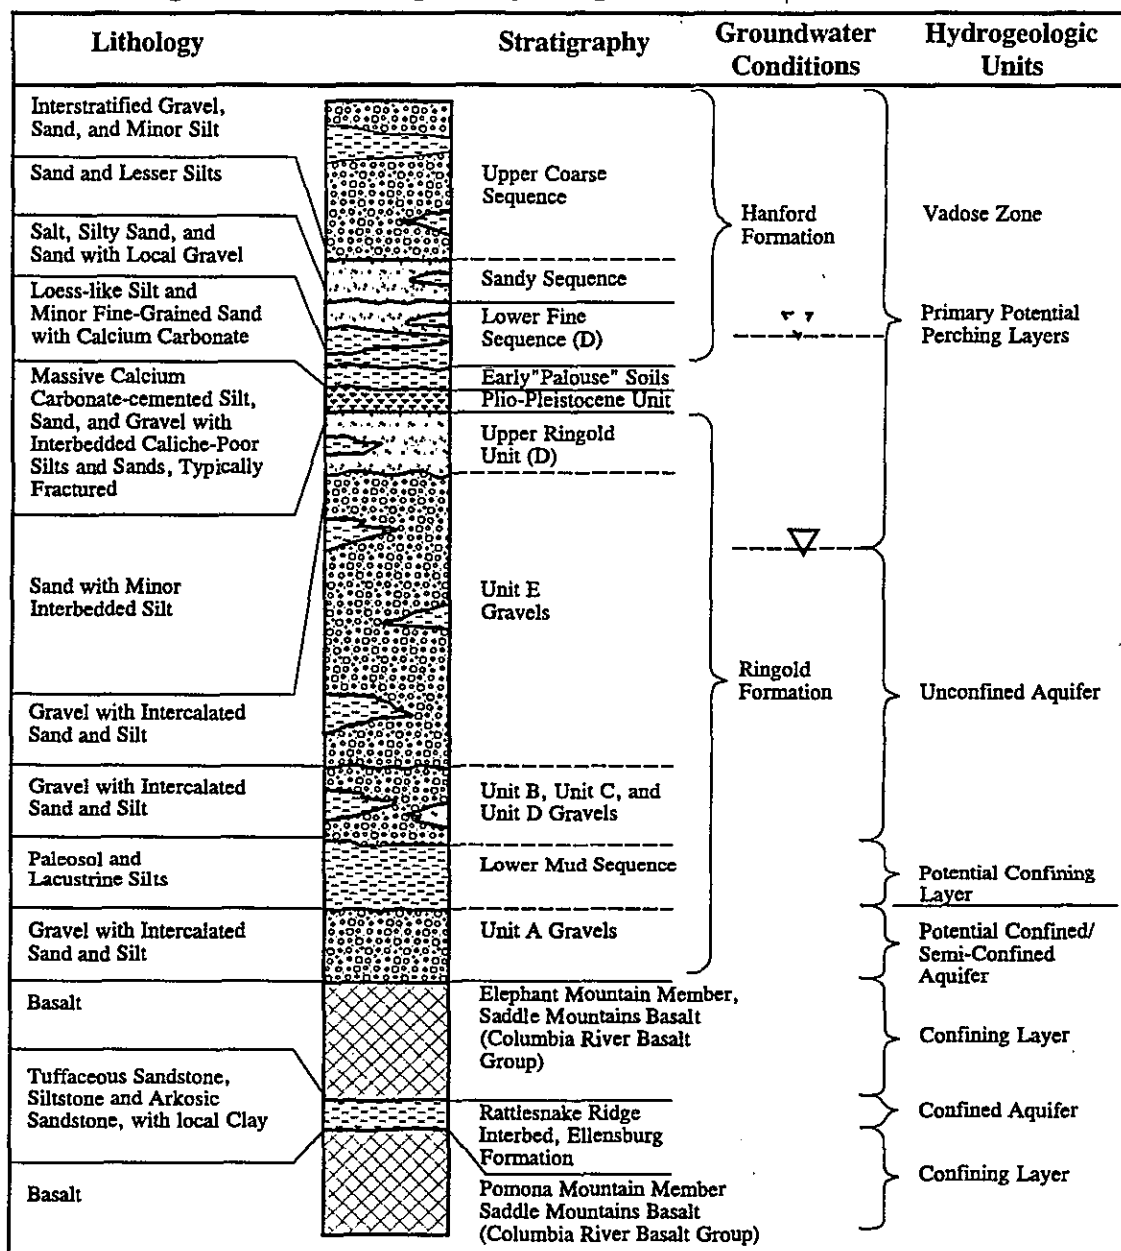 Lithology
Stratigraphy
Groundwater
Conditions
Hydrogeologic
Units
Interstratified Gravel,
Sand, and Minor Silt
Sand and Lesser Silts
Salt, Silty Sand, and
Sand with Local Gravel
Loess-like Silt and
Minor Fine-Grained Sand
with Calcium Carbonate
Massive Calcium
Carbonate-cemented Silt,
Sand, and Gravel with
Interbedded Caliche-Poor
Silts and Sands, Typically
Fractured
Sand with Minor
Interbedded Silt
Gravel with Intercalated
Sand and Silt
Gravel with Intercalated
Sand and Silt
Paleosol and
Lacustrine Silts
Gravel with Intercalated
Sand and Silt
Basalt
Tuffaceous Sandstone,
Siltstone and Arkosic
Sandstone, with local Clay
Basalt
Upper Coarse
Sequence
Sandy Sequence
Lower Fine
Sequence (D)
Early"Palouse" Soils
Plio-Pleistocene Unit
Upper Ringold
Unit (D)
Unit E
Gravels
Unit B, Unit C, and
Unit D Gravels
Lower Mud Sequence
Unit A Gravels
Elephant Mountain Member,
Saddle Mountains Basalt
(Columbia River Basalt
Group)
Rattlesnake Ridge
Interbed, Ellensburg
Formation
Pomona Mountain Member
Saddle Mountains Basalt
(Columbia River Basalt Group)
Hanford
Formation
Ringold
Formation
Vadose Zone
Primary Potential
Perching Layers
Unconfined Aquifer
Potential Confining
Layer
Potential Confined/
Semi-Confined
Aquifer
Confining Layer
Confined Aquifer
Confining Layer